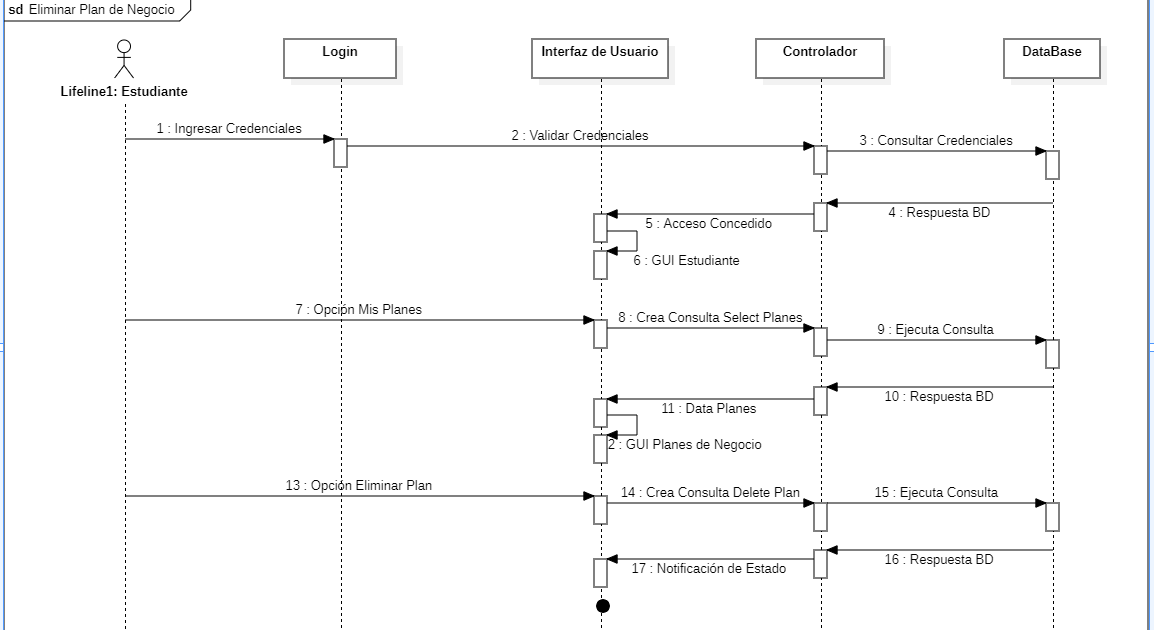 sd Eliminar Plan de Negocio
Login
Interfaz de Usuario
Controlador
DataBase
Lifeline1: Estudiante
1 : Ingresar Credenciales
2 : Validar Credenciales
3 : Consultar Credenciales
4 : Respuesta BD
5 : Acceso Concedido
6 : GUI Estudiante
7 : Opción Mis Planes
8 : Crea Consulta Select Planes
9 : Ejecuta Consulta
10 : Respuesta BD
11 : Data Planes
2 : GUI Planes de Negocio
13 : Opción Eliminar Plan
14 : Crea Consulta Delete Plan
15 : Ejecuta Consulta
16 : Respuesta BD
17 : Notificación de Estado